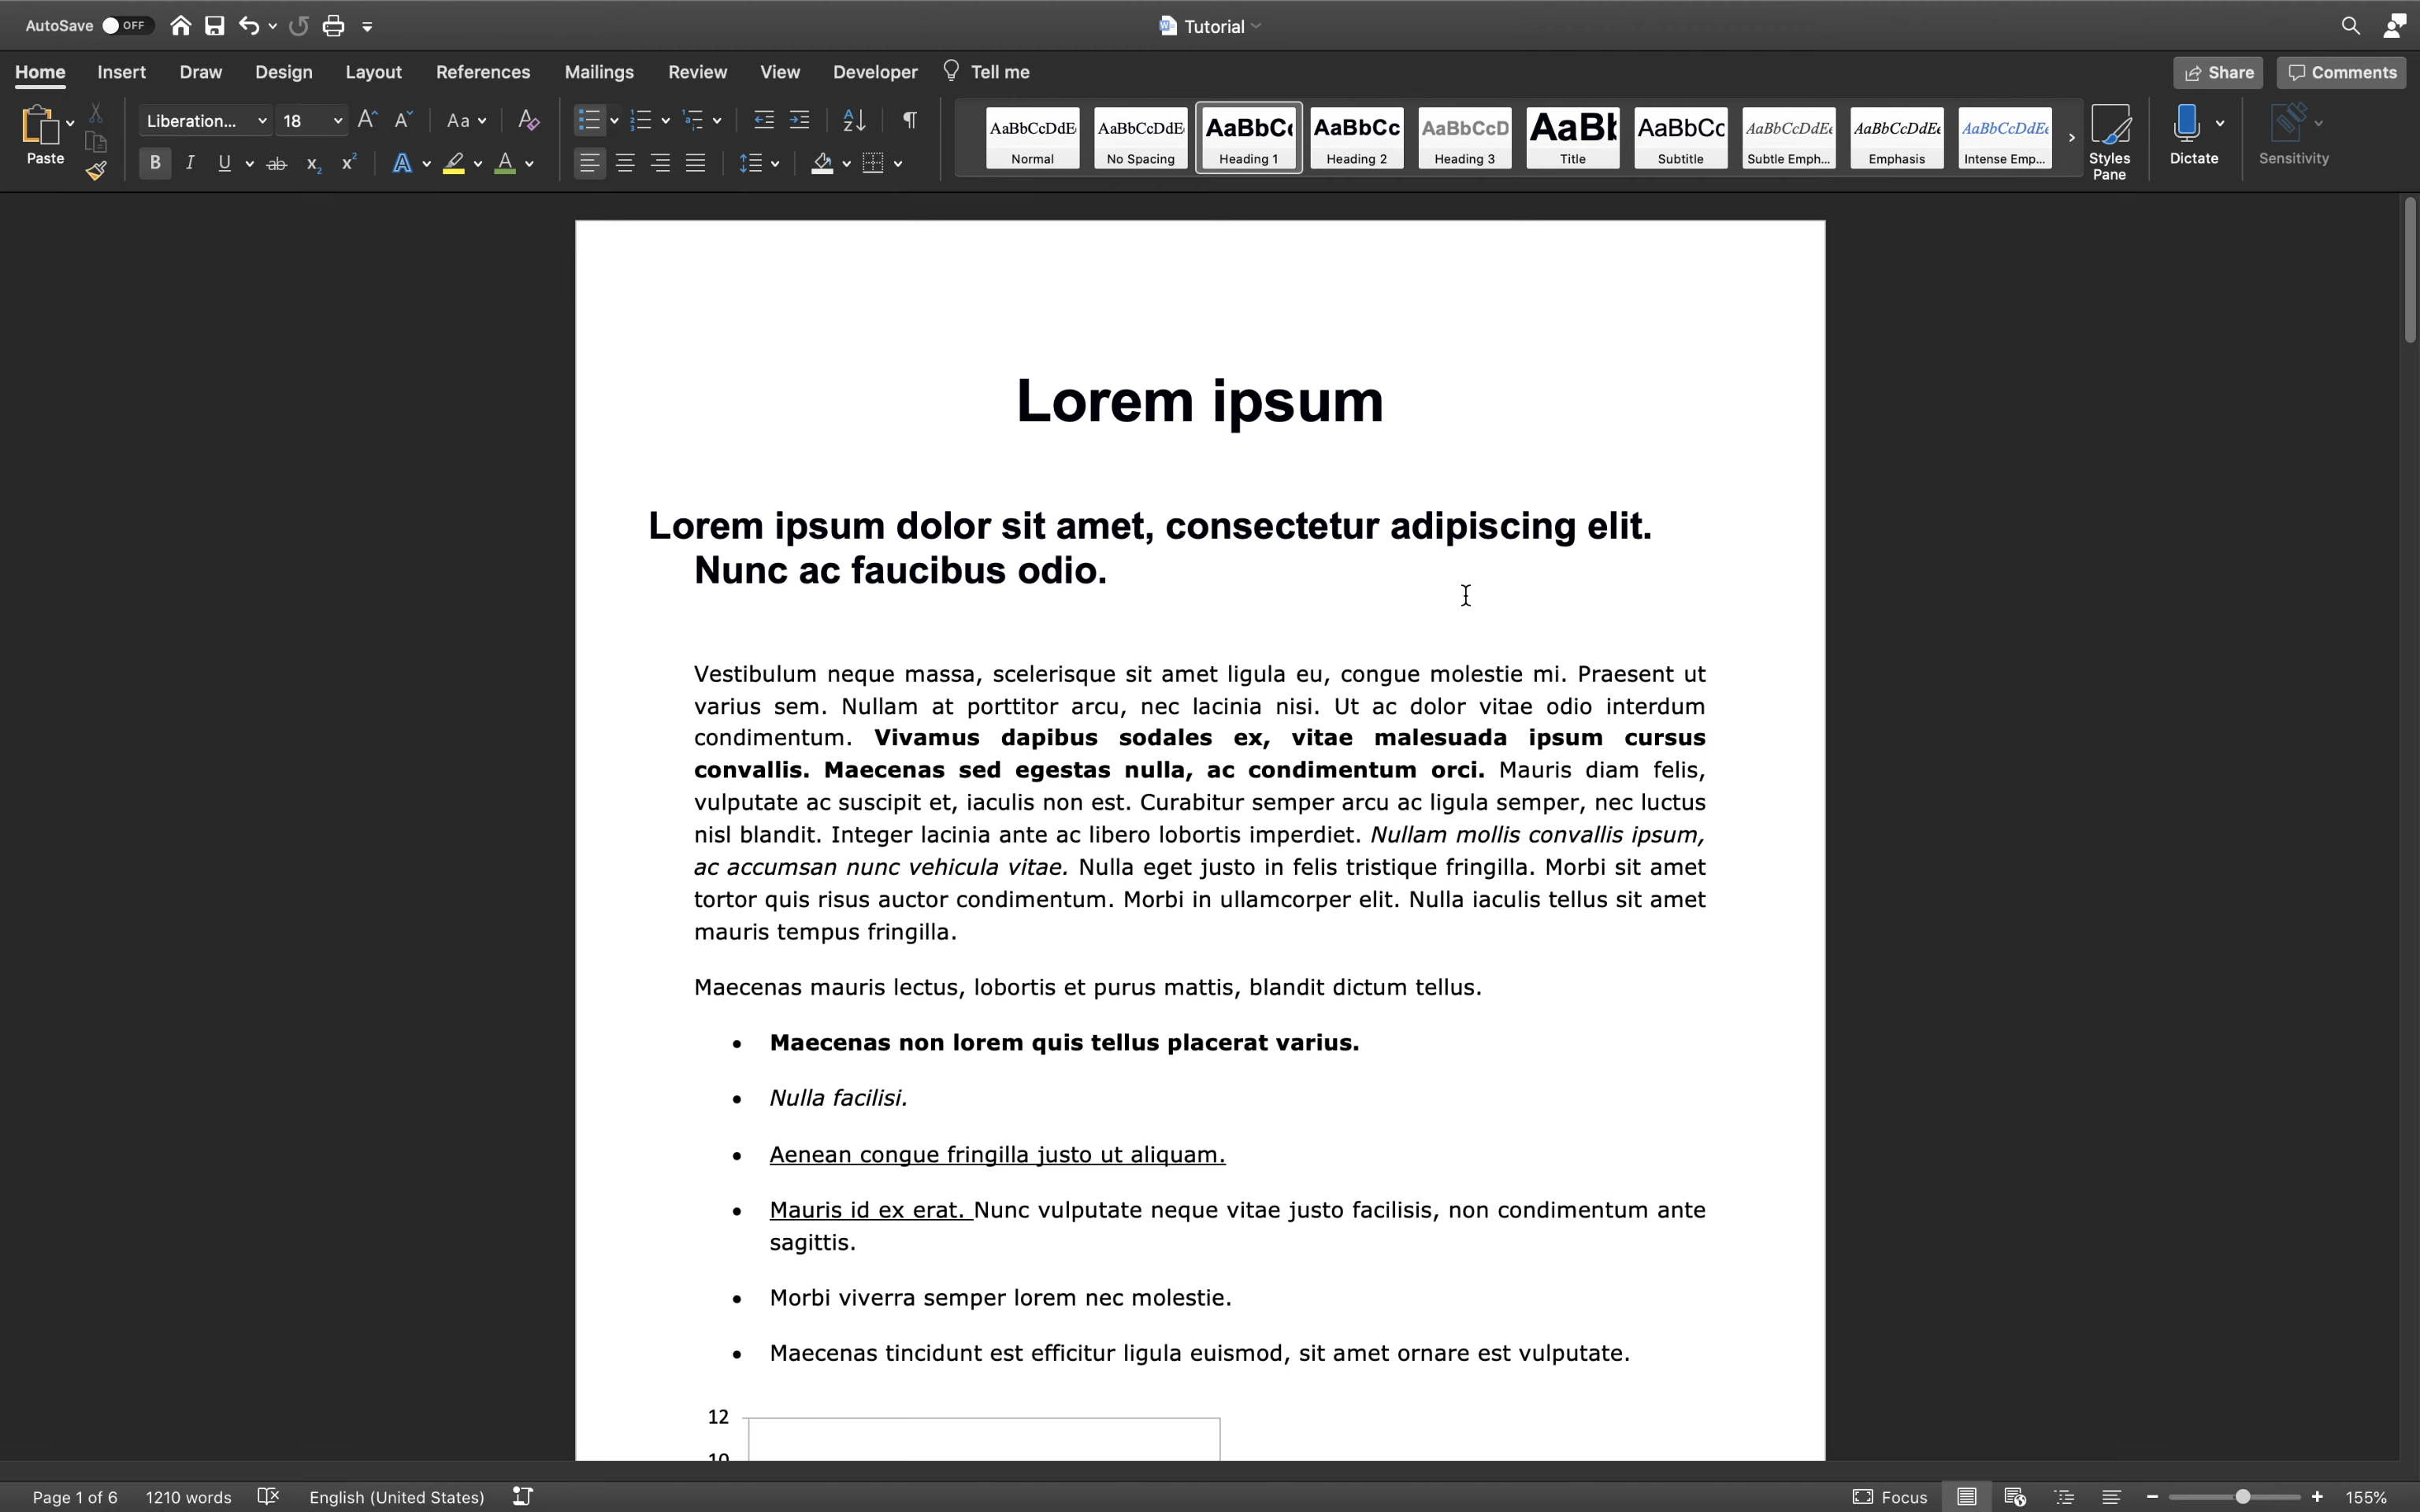 AutoSave OFF Tutorial
Home Insert Draw Design Layout References Mailings Review View Developer Tell me Share Comments
Paste Liberation... 18 Aa
B I U ab x₂ x² A A
AaBbCcDdE AaBbCcDdE AaBbC AaBbCc AaBbCcD AaBb AaBbCc AaBbCcDdEe AaBbCcDdEe AaBbCcDdEe
Normal No Spacing Heading 1 Heading 2 Heading 3 Title Subtitle Subtle Emph... Emphasis Intense Emp... Styles Pane Dictate Sensitivity
Lorem ipsum
Lorem ipsum dolor sit amet, consectetur adipiscing elit.
Nunc ac faucibus odio.
Vestibulum neque massa, scelerisque sit amet ligula eu, congue molestie mi. Praesent ut
varius sem. Nullam at porttitor arcu, nec lacinia nisi. Ut ac dolor vitae odio interdum
condimentum. Vivamus dapibus sodales ex, vitae malesuada ipsum cursus
convallis. Maecenas sed egestas nulla, ac condimentum orci. Mauris diam felis,
vulputate ac suscipit et, iaculis non est. Curabitur semper arcu ac ligula semper, nec luctus
nisl blandit. Integer lacinia ante ac libero lobortis imperdiet. Nullam mollis convallis ipsum,
ac accumsan nunc vehicula vitae. Nulla eget justo in felis tristique fringilla. Morbi sit amet
tortor quis risus auctor condimentum. Morbi in ullamcorper elit. Nulla iaculis tellus sit amet
mauris tempus fringilla.
Maecenas mauris lectus, lobortis et purus mattis, blandit dictum tellus.
• Maecenas non lorem quis tellus placerat varius.
• Nulla facilisi.
• Aenean congue fringilla justo ut aliquam.
• Mauris id ex erat. Nunc vulputate neque vitae justo facilisis, non condimentum ante
sagittis.
• Morbi viverra semper lorem nec molestie.
• Maecenas tincidunt est efficitur ligula euismod, sit amet ornare est vulputate.
12
10
Page 1 of 6 1210 words English (United States) Focus 155%